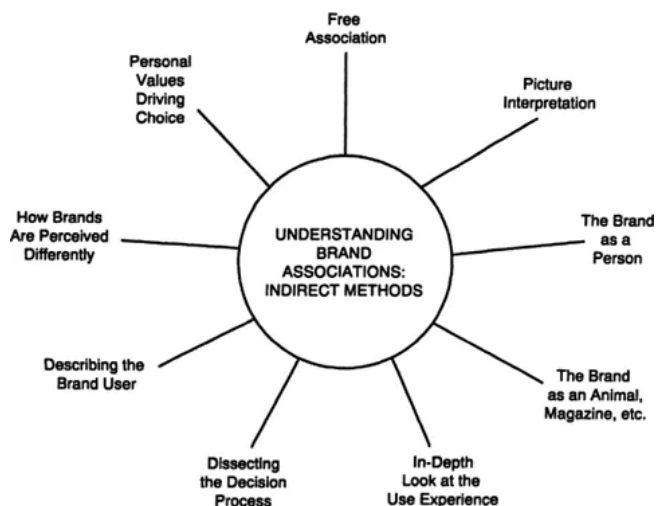 Free
Association
Picture
Interpretation
The Brand
as a
Person
The Brand
as an Animal,
Magazine, etc.
In-Depth
Look at the
Use Experience
Dissecting
the Decision
Process
Describing the
Brand User
How Brands
Are Perceived
Differently
Personal
Values
Driving
Choice
UNDERSTANDING
BRAND
ASSOCIATIONS:
INDIRECT METHODS